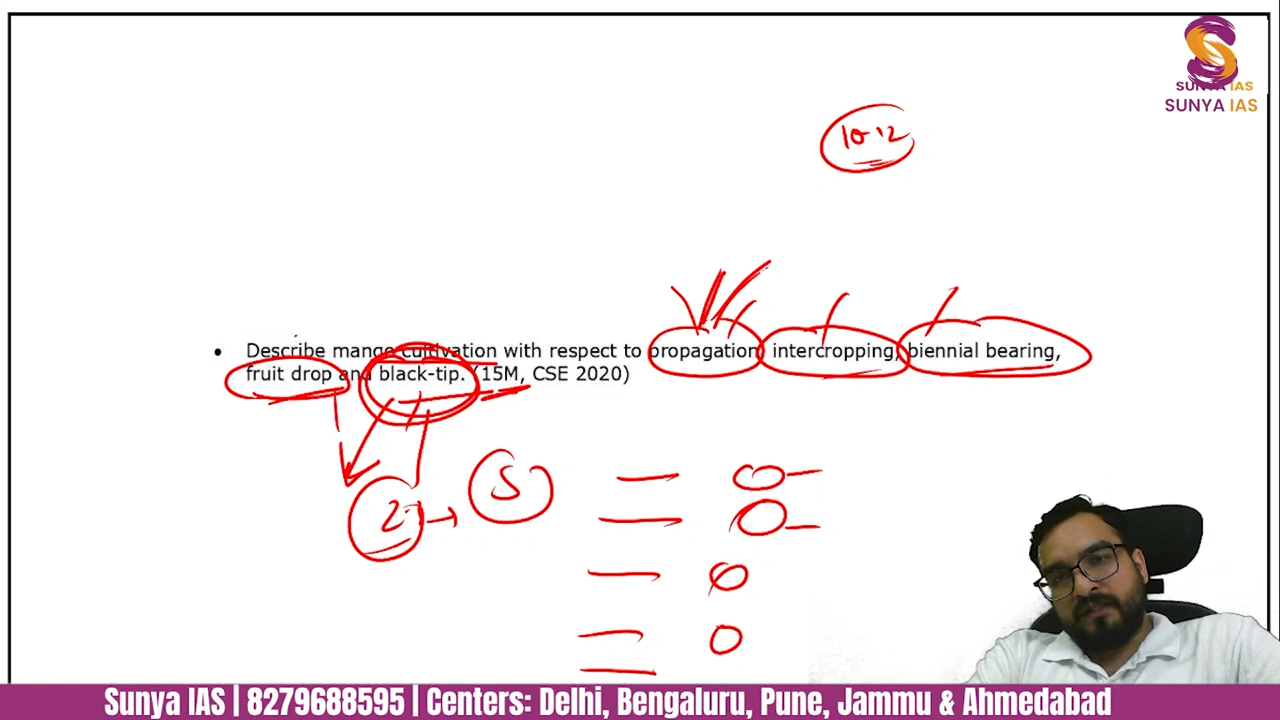 SUNYA IAS
SUNYA IAS
10-12
• Describe mango cultivation with respect to propagation, intercropping, biennial bearing,
fruit drop and black-tip. (15M, CSE 2020)
2
5
Sunya IAS | 8279688595 | Centers: Delhi, Bengaluru, Pune, Jammu & Ahmedabad